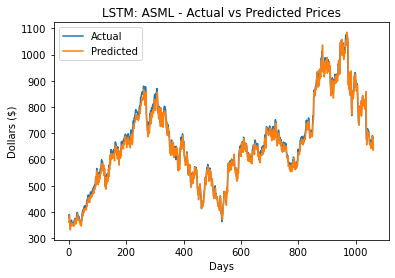 LSTM: ASML - Actual vs Predicted Prices
Actual
Predicted
Dollars ($)
1100
1000
900
800
700
600
500
400
300
0 200 400 600 800 1000
Days